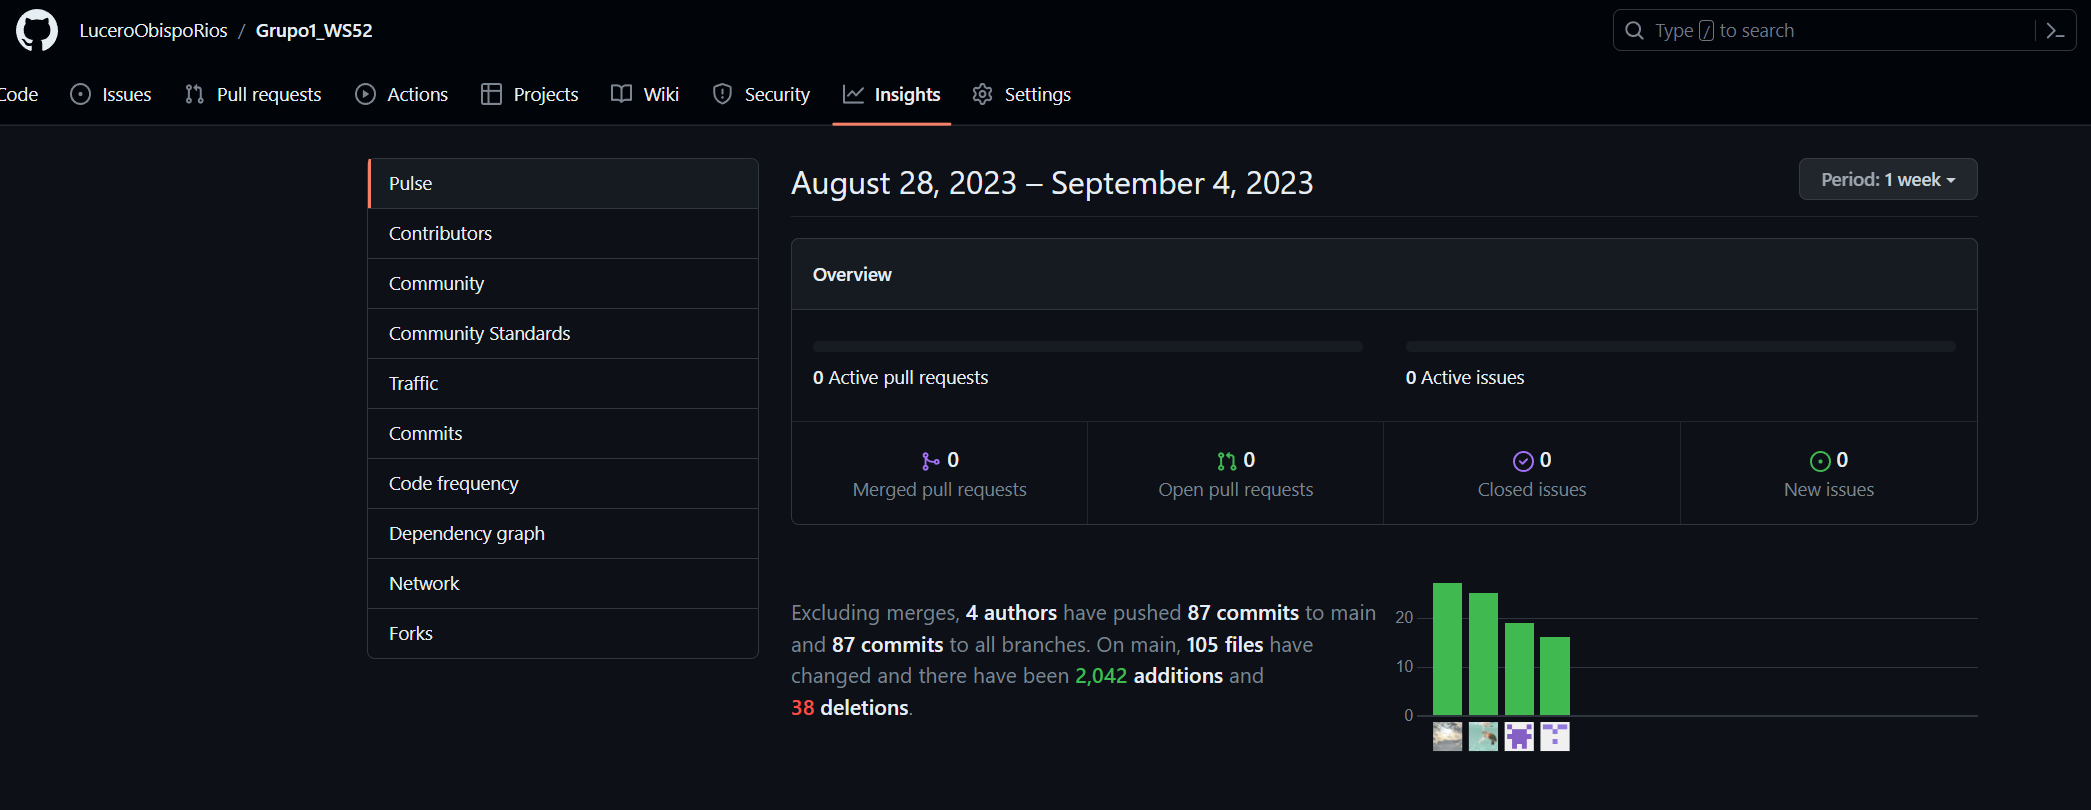 LuceroObispoRios / Grupo1_WS52
Type / to search
Code
Issues
Pull requests
Actions
Projects
Wiki
Security
Insights
Settings
Pulse
Contributors
Community
Community Standards
Traffic
Commits
Code frequency
Dependency graph
Network
Forks
August 28, 2023 – September 4, 2023
Period: 1 week
Overview
0 Active pull requests
0 Active issues
0
Merged pull requests
0
Open pull requests
0
Closed issues
0
New issues
Excluding merges, 4 authors have pushed 87 commits to main
and 87 commits to all branches. On main, 105 files have
changed and there have been 2,042 additions and
38 deletions.
20
10
0